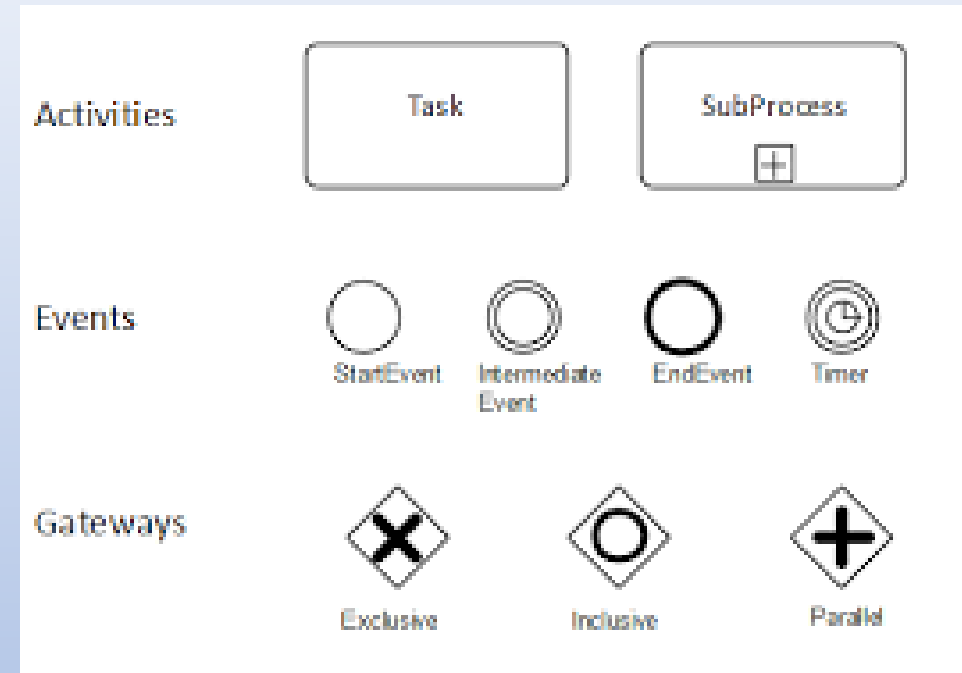 Activities
Task
SubProcess
Events
StartEvent
Intermediate
Event
EndEvent
Timer
Gateways
Exclusive
Inclusive
Parallel